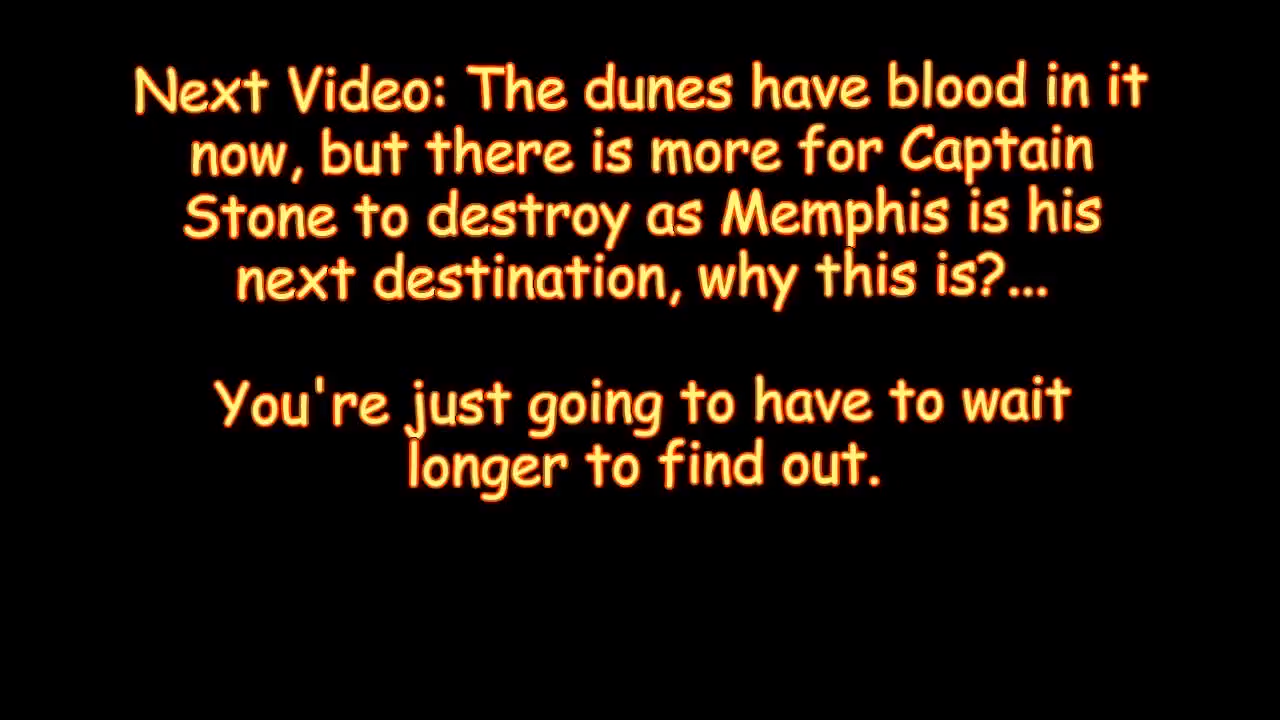 Next Video: The dunes have blood in it
now, but there is more for Captain
Stone to destroy as Memphis is his
next destination, why this is?...
You're just going to have to wait
longer to find out.